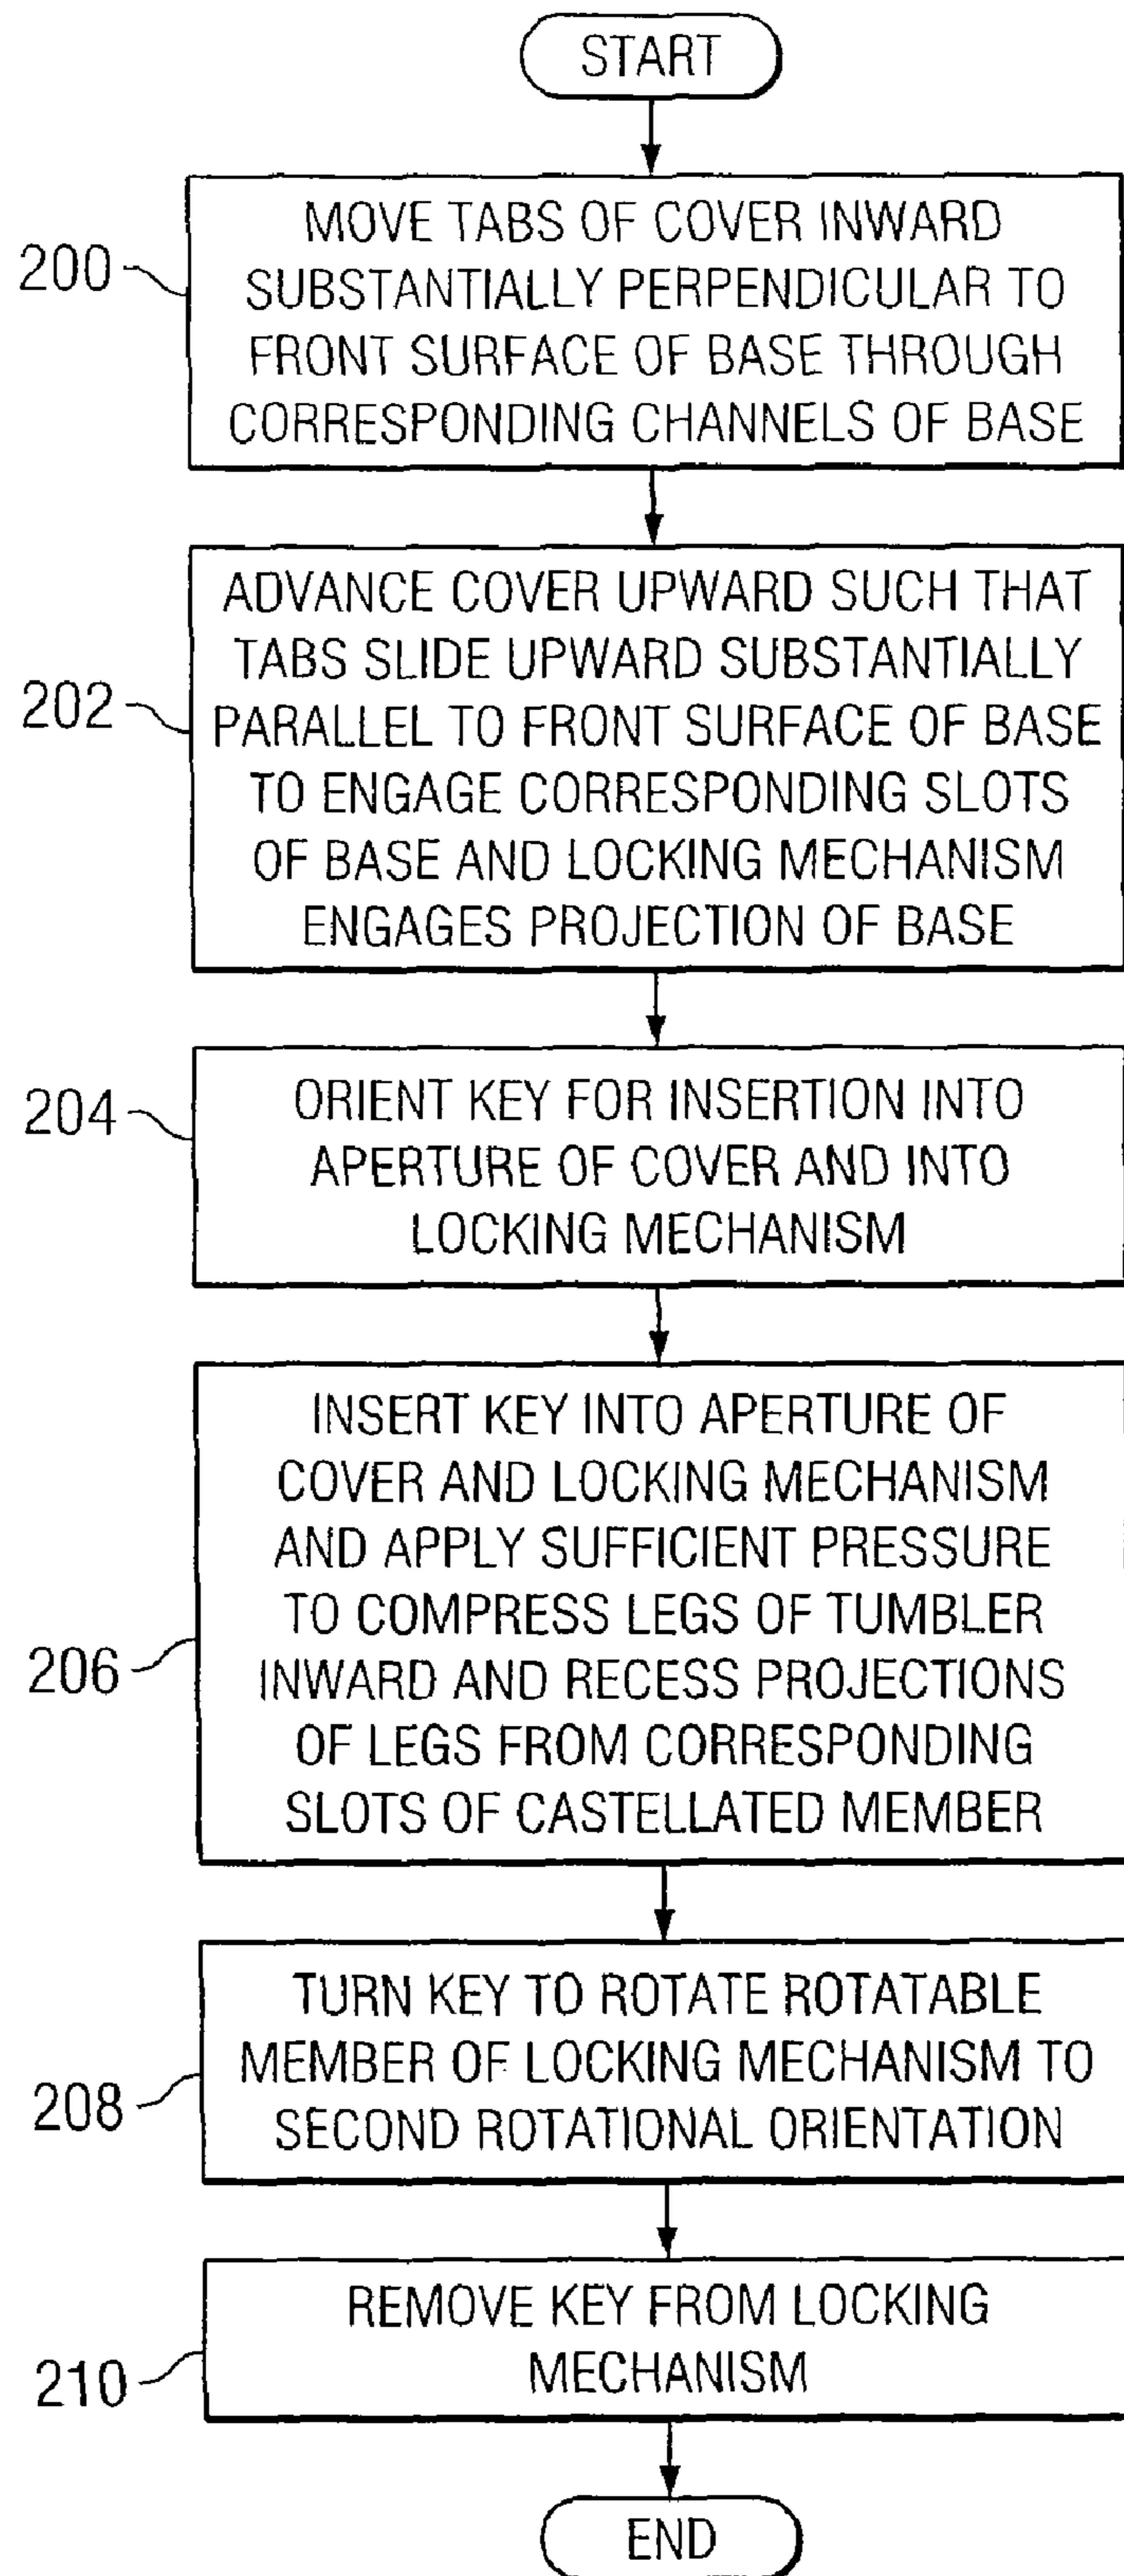 START
200
MOVE TABS OF COVER INWARD
SUBSTANTIALLY PERPENDICULAR TO
FRONT SURFACE OF BASE THROUGH
CORRESPONDING CHANNELS OF BASE
202
ADVANCE COVER UPWARD SUCH THAT
TABS SLIDE UPWARD SUBSTANTIALLY
PARALLEL TO FRONT SURFACE OF BASE
TO ENGAGE CORRESPONDING SLOTS
OF BASE AND LOCKING MECHANISM
ENGAGES PROJECTION OF BASE
204
ORIENT KEY FOR INSERTION INTO
APERTURE OF COVER AND INTO
LOCKING MECHANISM
206
INSERT KEY INTO APERTURE OF
COVER AND LOCKING MECHANISM
AND APPLY SUFFICIENT PRESSURE
TO COMPRESS LEGS OF TUMBLER
INWARD AND RECESS PROJECTIONS
OF LEGS FROM CORRESPONDING
SLOTS OF CASTELLATED MEMBER
208
TURN KEY TO ROTATE ROTATABLE
MEMBER OF LOCKING MECHANISM TO
SECOND ROTATIONAL ORIENTATION
210
REMOVE KEY FROM LOCKING
MECHANISM
END